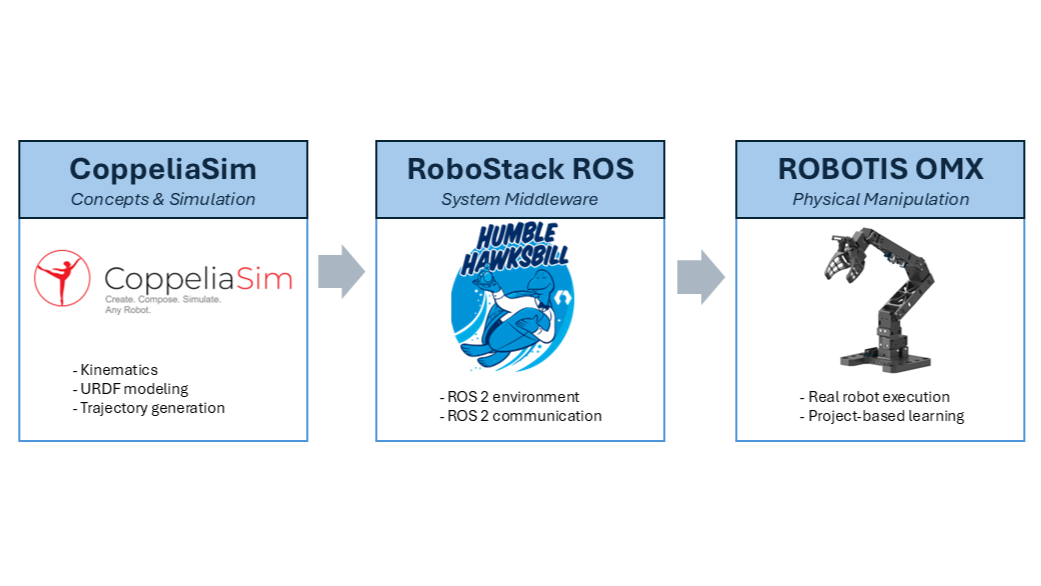 CoppeliaSim
Concepts & Simulation
CoppeliaSim
Create. Compose. Simulate.
Any Robot.
- Kinematics
- URDF modeling
- Trajectory generation
RoboStack ROS
System Middleware
HUMBLE
HAWKSBILL
- ROS 2 environment
- ROS 2 communication
ROBOTIS OMX
Physical Manipulation
- Real robot execution
- Project-based learning